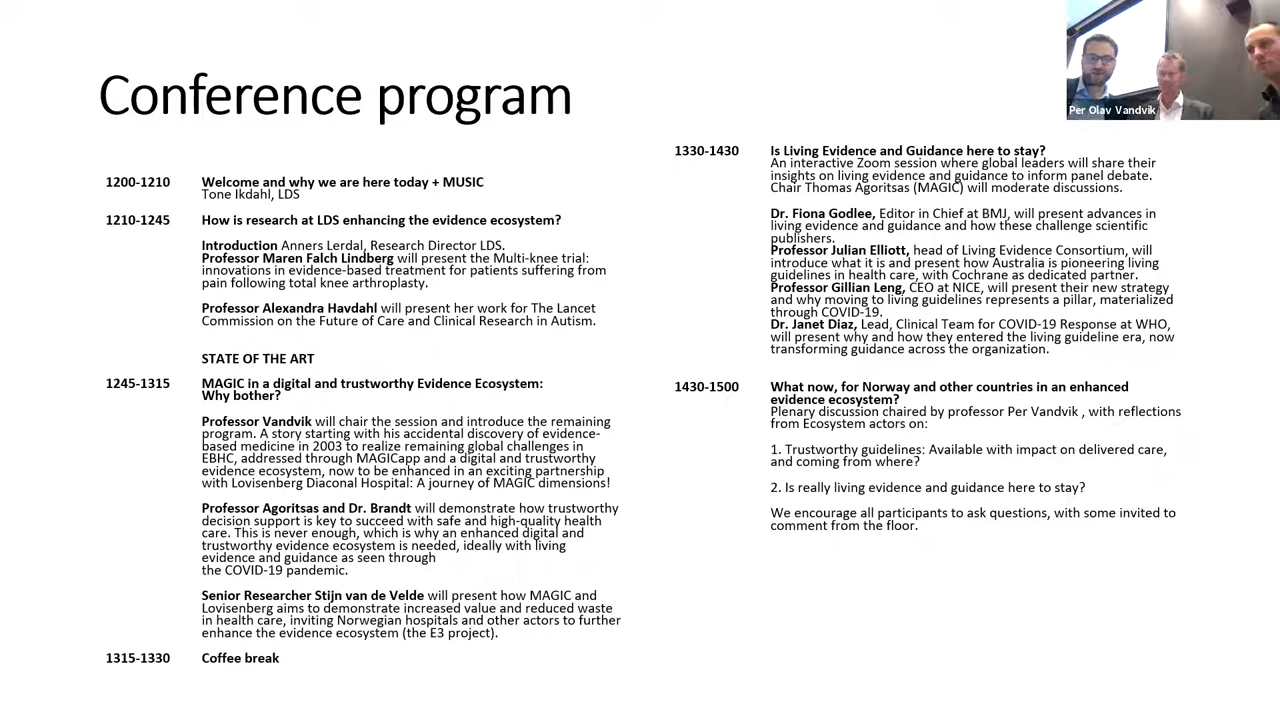 Conference program
Per Olav Vandvik
1200-1210 Welcome and why we are here today + MUSIC
Tone Ikdahl, LDS
1210-1245 How is research at LDS enhancing the evidence ecosystem?
Introduction Anners Lerdal, Research Director LDS.
Professor Maren Falch Lindberg will present the Multi-knee trial:
innovations in evidence-based treatment for patients suffering from
pain following total knee arthroplasty.
Professor Alexandra Havdahl will present her work for The Lancet
Commission on the Future of Care and Clinical Research in Autism.
STATE OF THE ART
1245-1315 MAGIC in a digital and trustworthy Evidence Ecosystem:
Why bother?
Professor Vandvik will chair the session and introduce the remaining
program. A story starting with his accidental discovery of evidence-
based medicine in 2003 to realize remaining global challenges in
EBHC, addressed through MAGICapp and a digital and trustworthy
evidence ecosystem, now to be enhanced in an exciting partnership
with Lovisenberg Diaconal Hospital: A journey of MAGIC dimensions!
Professor Agoritsas and Dr. Brandt will demonstrate how trustworthy
decision support is key to succeed with safe and high-quality health
care. This is never enough, which is why an enhanced digital and
trustworthy evidence ecosystem is needed, ideally with living
evidence and guidance as seen through
the COVID-19 pandemic.
Senior Researcher Stijn van de Velde will present how MAGIC and
Lovisenberg aims to demonstrate increased value and reduced waste
in health care, inviting Norwegian hospitals and other actors to further
enhance the evidence ecosystem (the E3 project).
1315-1330 Coffee break
1330-1430 Is Living Evidence and Guidance here to stay?
An interactive Zoom session where global leaders will share their
insights on living evidence and guidance to inform panel debate.
Chair Thomas Agoritsas (MAGIC) will moderate discussions.
Dr. Fiona Godlee, Editor in Chief at BMJ, will present advances in
living evidence and guidance and how these challenge scientific
publishers.
Professor Julian Elliott, head of Living Evidence Consortium, will
introduce what it is and present how Australia is pioneering living
guidelines in health care, with Cochrane as dedicated partner.
Professor Gillian Leng, CEO at NICE, will present their new strategy
and why moving to living guidelines represents a pillar, materialized
through COVID-19.
Dr. Janet Diaz, Lead, Clinical Team for COVID-19 Response at WHO,
will present why and how they entered the living guideline era, now
transforming guidance across the organization.
1430-1500 What now, for Norway and other countries in an enhanced
evidence ecosystem?
Plenary discussion chaired by professor Per Vandvik , with reflections
from Ecosystem actors on:
1. Trustworthy guidelines: Available with impact on delivered care,
and coming from where?
2. Is really living evidence and guidance here to stay?
We encourage all participants to ask questions, with some invited to
comment from the floor.